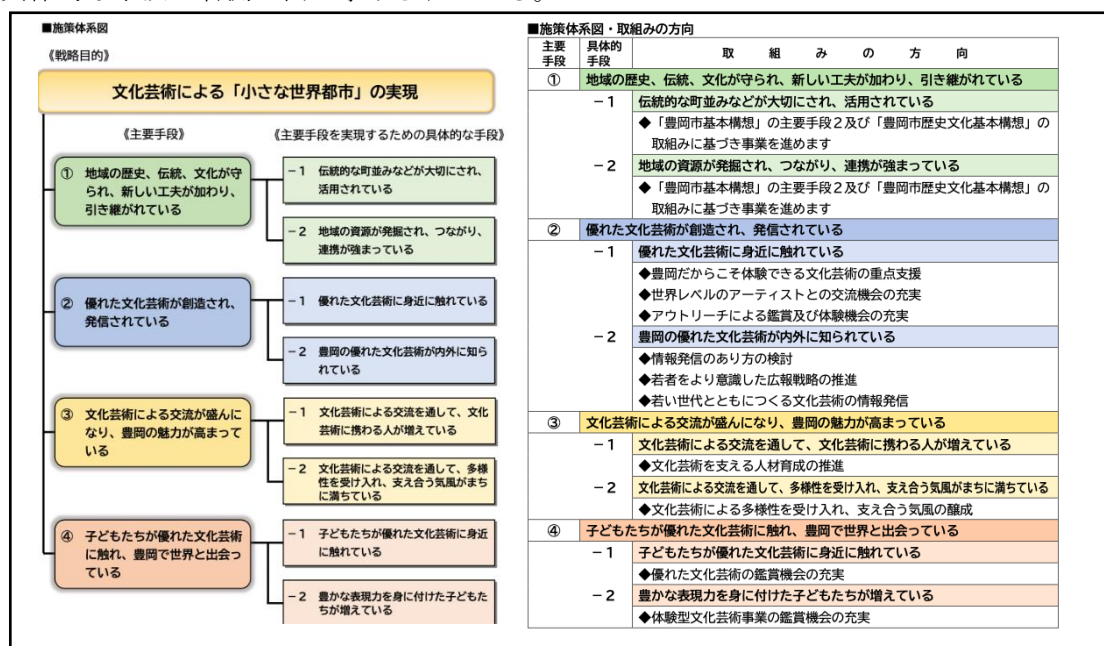 ■施策体系図
《戦略目的》
文化芸術による「小さな世界都市」の実現
《主要手段》
《主要手段を実現するための具体的な手段》
① 地域の歴史、伝統、文化が守
られ、新しい工夫が加わり、
引き継がれている
－1 伝統的な町並みなどが大切にされ、
活用されている
－2 地域の資源が発掘され、つながり、
連携が強まっている
② 優れた文化芸術が創造され、
発信されている
－1 優れた文化芸術に身近に触れている
－2 豊岡の優れた文化芸術が内外に知ら
れている
③ 文化芸術による交流が盛んに
なり、豊岡の魅力が高まって
いる
－1 文化芸術による交流を通して、文化
芸術に携わる人が増えている
－2 文化芸術による交流を通して、多様
性を受け入れ、支え合う気風がまち
に満ちている
④ 子どもたちが優れた文化芸術
に触れ、豊岡で世界と出会っ
ている
－1 子どもたちが優れた文化芸術に身近
に触れている
－2 豊かな表現力を身に付けた子どもた
ちが増えている
■施策体系図・取組みの方向
主要
手段
具体的
手段
取組みの方向
① 地域の歴史、伝統、文化が守られ、新しい工夫が加わり、引き継がれている
－1 伝統的な町並みなどが大切にされ、活用されている
◆「豊岡市基本構想」の主要手段２及び「豊岡市歴史文化基本構想」の
取組みに基づき事業を進めます
－2 地域の資源が発掘され、つながり、連携が強まっている
◆「豊岡市基本構想」の主要手段２及び「豊岡市歴史文化基本構想」の
取組みに基づき事業を進めます
② 優れた文化芸術が創造され、発信されている
－1 優れた文化芸術に身近に触れている
◆豊岡だからこそ体験できる文化芸術の重点支援
◆世界レベルのアーティストとの交流機会の充実
◆アウトリーチによる鑑賞及び体験機会の充実
－2 豊岡の優れた文化芸術が内外に知られている
◆情報発信のあり方の検討
◆若者をより意識した広報戦略の推進
◆若い世代とともにつくる文化芸術の情報発信
③ 文化芸術による交流が盛んになり、豊岡の魅力が高まっている
－1 文化芸術による交流を通して、文化芸術に携わる人が増えている
◆文化芸術を支える人材育成の推進
－2 文化芸術による交流を通して、多様性を受け入れ、支え合う気風がまちに満ちている
◆文化芸術による多様性を受け入れ、支え合う気風の醸成
④ 子どもたちが優れた文化芸術に触れ、豊岡で世界と出会っている
－1 子どもたちが優れた文化芸術に身近に触れている
◆優れた文化芸術の鑑賞機会の充実
－2 豊かな表現力を身に付けた子どもたちが増えている
◆体験型文化芸術事業の鑑賞機会の充実